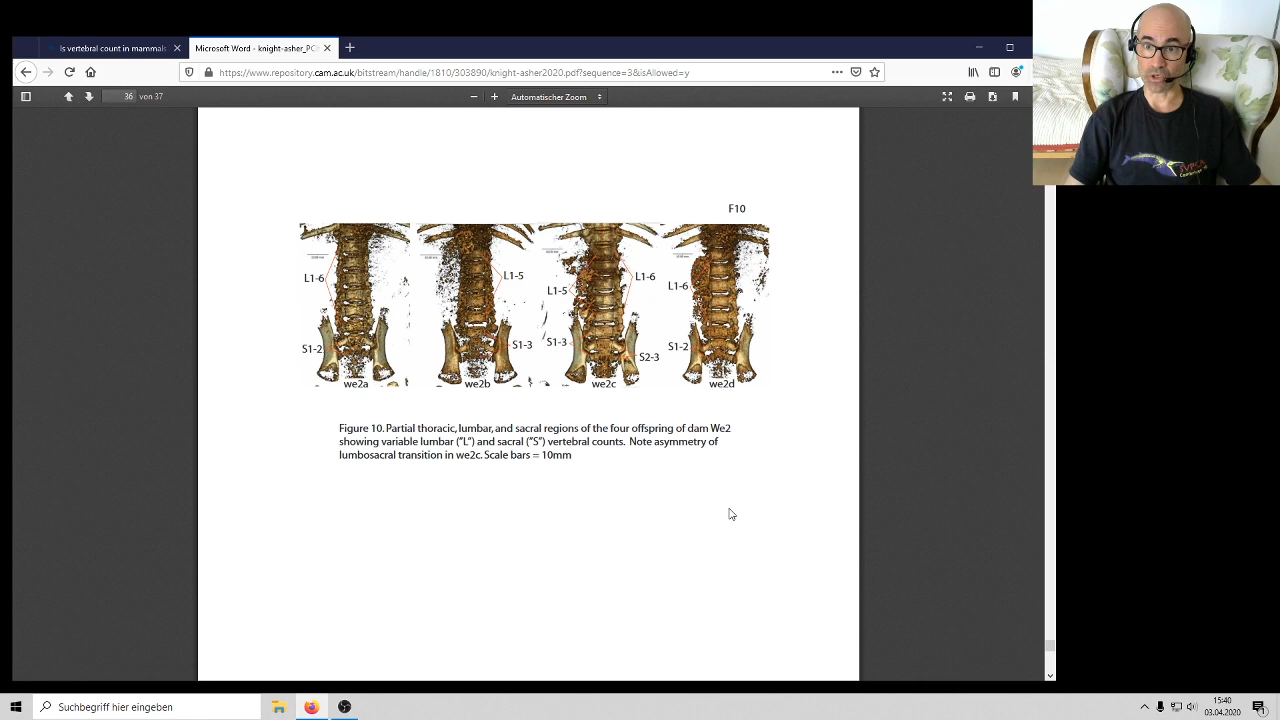 Is vertebral count in mammals
Microsoft Word - knight-asher_PCI
https://www.repository.cam.ac.uk/bitstream/handle/1810/303890/knight-asher2020.pdf?sequence=3&isAllowed=y
36 von 37
Automatischer Zoom
SVPCA
F10
L1-6
L1-5
L1-5
L1-6
L1-6
S1-2
S1-3
S1-3
S2-3
S1-2
we2a
we2b
we2c
we2d
Figure 10. Partial thoracic, lumbar, and sacral regions of the four offspring of dam We2
showing variable lumbar ("L") and sacral ("S") vertebral counts. Note asymmetry of
lumbosacral transition in we2c. Scale bars = 10mm
Suchbegriff hier eingeben
15:40
03.04.2020